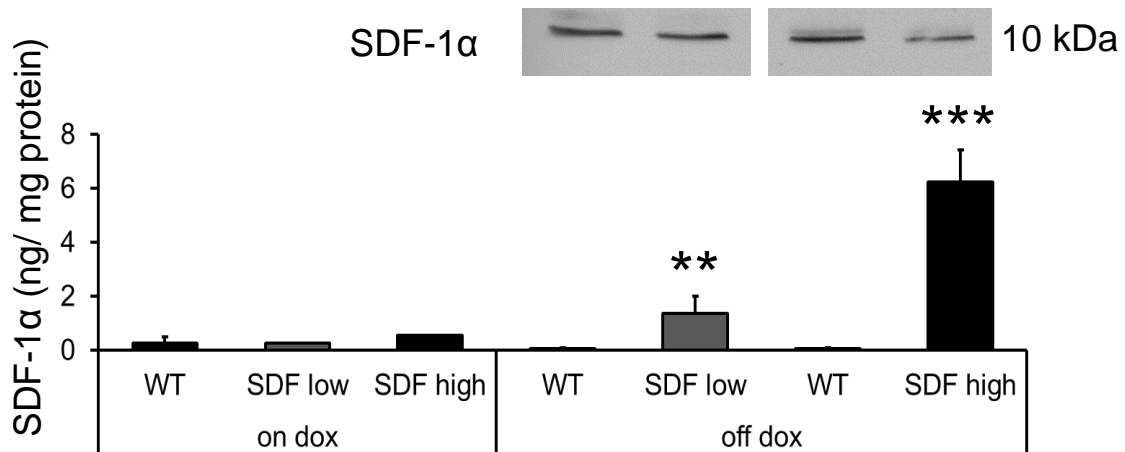 SDF-1α
10 kDa
SDF-1α (ng/ mg protein)
8
6
4
2
0
**
***
WT
SDF low
SDF high
WT
SDF low
WT
SDF high
on dox
off dox